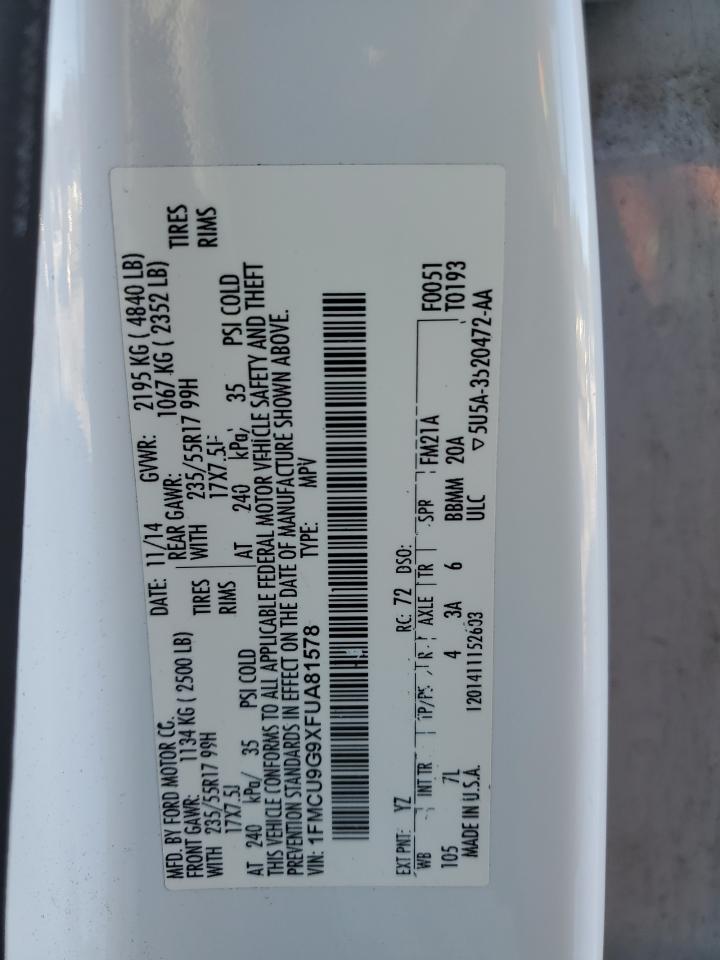 MFD. BY FORD MOTOR CO. DATE: 11/14 GVWR: 2195 KG ( 4840 LB)
FRONT GAWR: 1134 KG ( 2500 LB) REAR GAWR: 1067 KG ( 2352 LB)
WITH 235/55R17 99H TIRES WITH 235/55R17 99H TIRES
17X7.5J RIMS 17X7.5J RIMS
AT 240 kPa/ 35 PSI COLD AT 240 kPa/ 35 PSI COLD
THIS VEHICLE CONFORMS TO ALL APPLICABLE FEDERAL MOTOR VEHICLE SAFETY AND THEFT
PREVENTION STANDARDS IN EFFECT ON THE DATE OF MANUFACTURE SHOWN ABOVE.
VIN: 1FMCU9G9XFUA81578 TYPE: MPV
EXT PNT: YZ RC: 72 DSO: F0051
WB INT TR TP/PS R AXLE TR SPR FM21A T0193
105 7L 4 3A 6 BBMM 20A
MADE IN U.S.A. 1201411152603 ULC ▽5U5A-3520472-AA